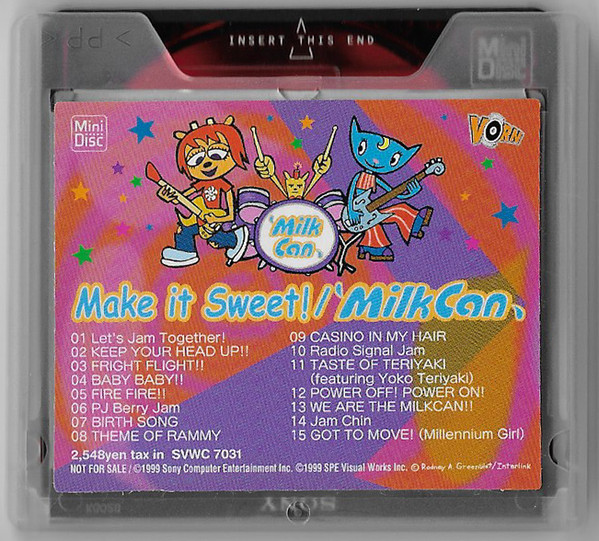 > PP <
INSERT THIS END
Mini
Disc
Mini
Disc
VORN
'Milk
Can,
Make it Sweet!/'MilkCan,
01 Let's Jam Together!
02 KEEP YOUR HEAD UP!!
03 FRIGHT FLIGHT!!
04 BABY BABY!!
05 FIRE FIRE!!
06 PJ Berry Jam
07 BIRTH SONG
08 THEME OF RAMMY
09 CASINO IN MY HAIR
10 Radio Signal Jam
11 TASTE OF TERIYAKI
(featuring Yoko Teriyaki)
12 POWER OFF! POWER ON!
13 WE ARE THE MILKCAN!!
14 Jam Chin
15 GOT TO MOVE! (Millennium Girl)
2,548yen tax in SVWC 7031
NOT FOR SALE/©1999 Sony Computer Entertainment Inc. ©1999 SPE Visual Works Inc. © Rodney A. Greenblat/Interlink
SONY